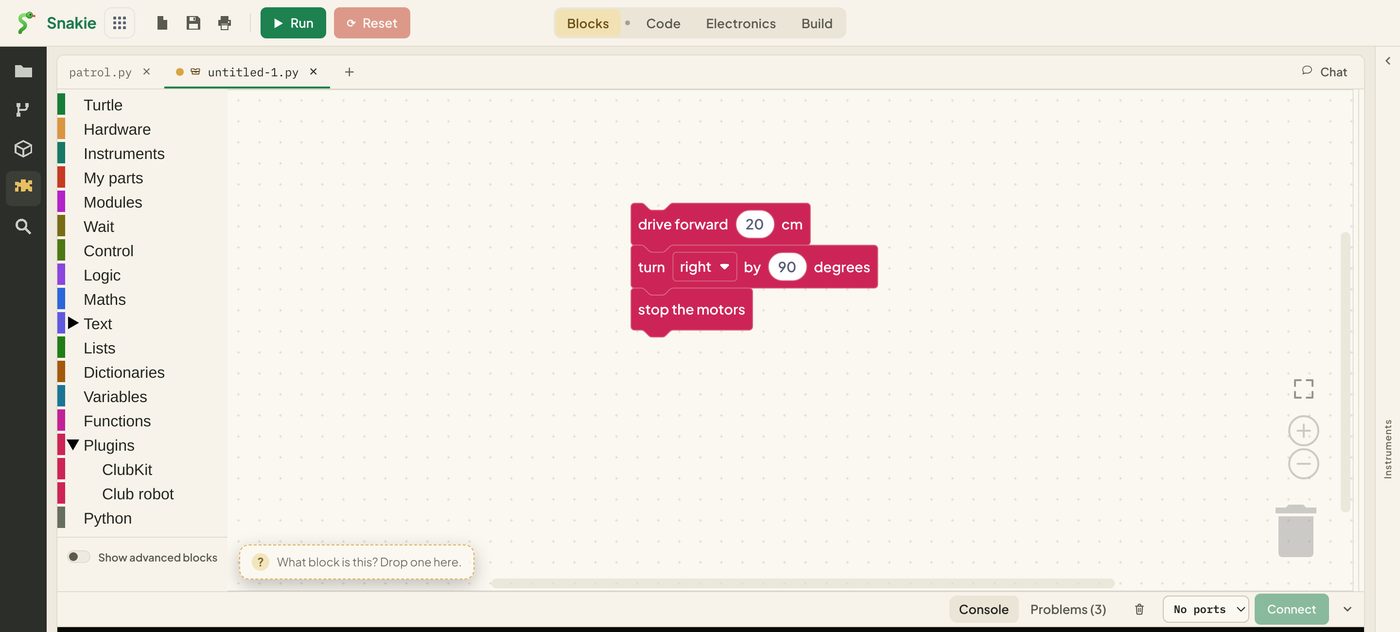 Snakie
Run
Reset
Blocks
Code
Electronics
Build
patrol.py
untitled-1.py
Chat
Turtle
Hardware
Instruments
My parts
Modules
Wait
Control
Logic
Maths
Text
Lists
Dictionaries
Variables
Functions
Plugins
ClubKit
Club robot
Python
Show advanced blocks
drive forward 20 cm
turn right by 90 degrees
stop the motors
? What block is this? Drop one here.
Instruments
Console
Problems (3)
No ports
Connect